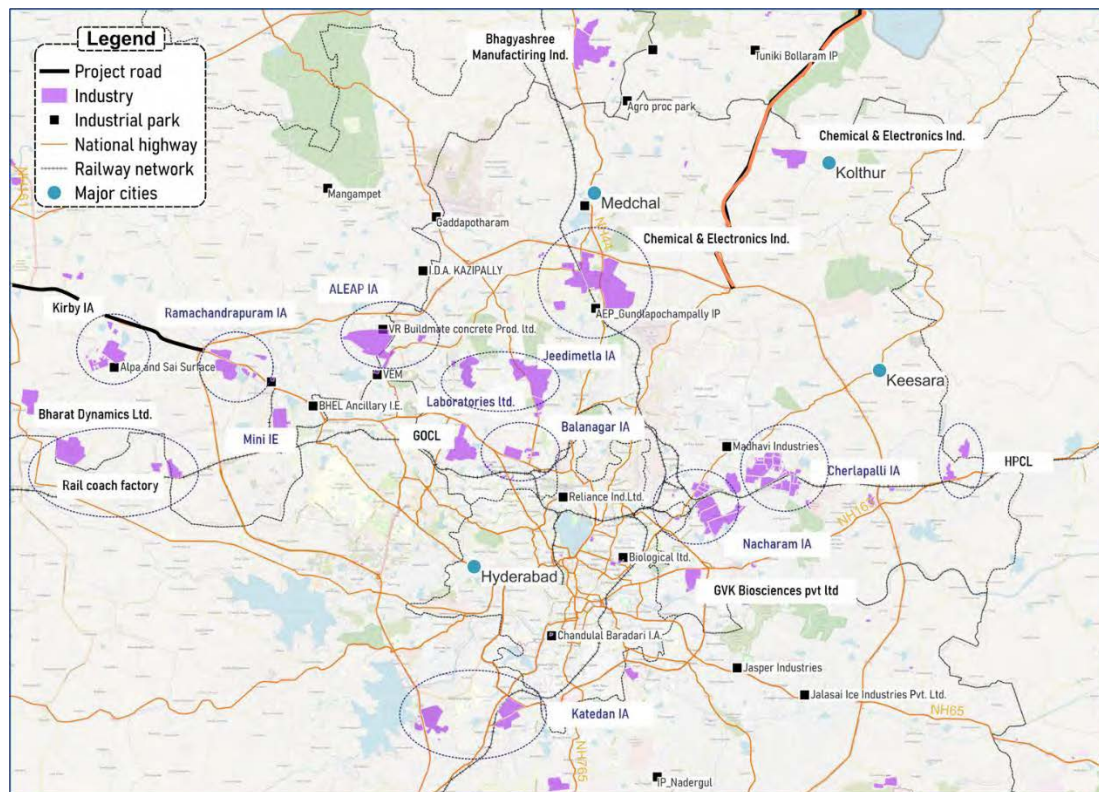 Legend
Project road
Industry
Industrial park
National highway
Railway network
Major cities
Bhagyashree
Manufactiring Ind.
Tuniki Bollaram IP
Agro proc park
Chemical & Electronics Ind.
Kolthur
Mangampet
Medchal
Gaddapotharam
NH44
Chemical & Electronics Ind.
I.D.A. KAZIPALLY
ALEAP IA
Kirby IA
Ramachandrapuram IA
AEP_Gundlapochampally IP
VR Buildmate concrete Prod. ltd.
Jeedimetla IA
Alpa and Sai Surface
VEM
Keesara
Laboratories ltd.
BHEL Ancillary I.E.
Bharat Dynamics Ltd.
Mini IE
GOCL
Balanagar IA
Madhavi Industries
Cherlapalli IA
HPCL
Rail coach factory
Reliance Ind.Ltd.
Nacharam IA
Biological ltd.
Hyderabad
GVK Biosciences pvt ltd
Chandulal Baradari I.A.
Jasper Industries
Jalasai Ice Industries Pvt. Ltd.
NH65
Katedan IA
NH765
IP_Nadergul